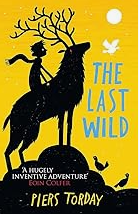 THE
LAST
WILD
'A HUGELY
INVENTIVE ADVENTURE'
EOIN COLFER
PIERS TORDAY